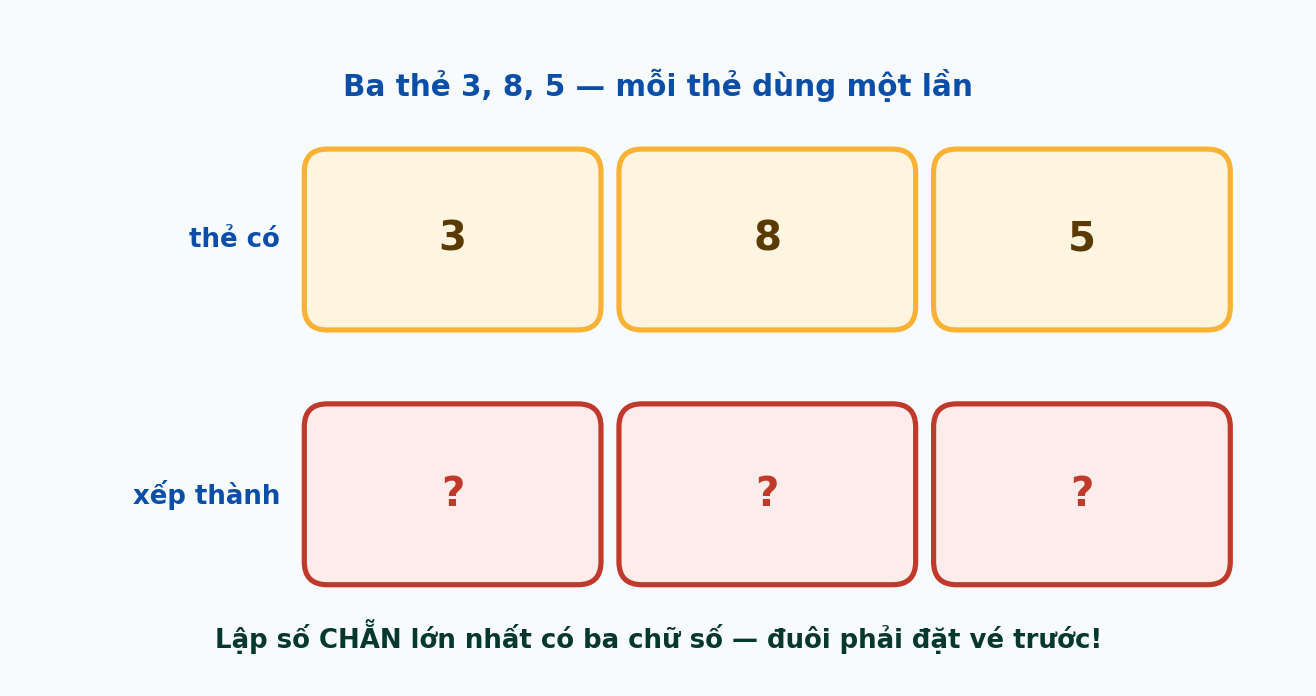 Ba thẻ 3, 8, 5 — mỗi thẻ dùng một lần
thẻ có 3 8 5
xếp thành ? ? ?
Lập số CHẴN lớn nhất có ba chữ số — đuôi phải đặt vé trước!